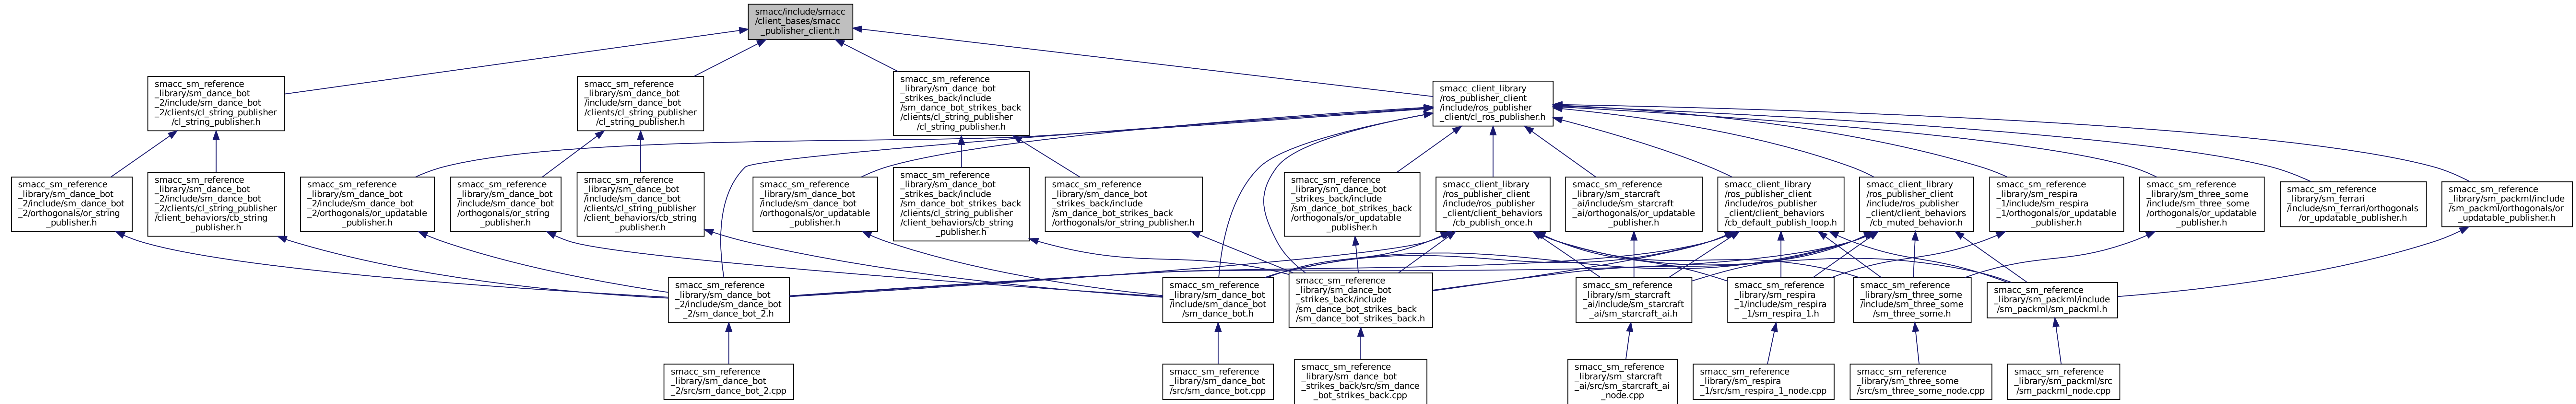 smacc/include/smacc
/client_bases/smacc
_publisher_client.h
smacc_sm_reference
_library/sm_dance_bot
_2/include/sm_dance_bot
_2/clients/cl_string_publisher
/cl_string_publisher.h
smacc_sm_reference
_library/sm_dance_bot
/include/sm_dance_bot
/clients/cl_string_publisher
/cl_string_publisher.h
smacc_sm_reference
_library/sm_dance_bot
_strikes_back/include
/sm_dance_bot_strikes_back
/clients/cl_string_publisher
/cl_string_publisher.h
smacc_client_library
/ros_publisher_client
/include/ros_publisher
_client/cl_ros_publisher.h
smacc_sm_reference
_library/sm_dance_bot
_2/include/sm_dance_bot
_2/orthogonals/or_string
_publisher.h
smacc_sm_reference
_library/sm_dance_bot
_2/include/sm_dance_bot
_2/clients/cl_string_publisher
/client_behaviors/cb_string
_publisher.h
smacc_sm_reference
_library/sm_dance_bot
_2/include/sm_dance_bot
_2/orthogonals/or_updatable
_publisher.h
smacc_sm_reference
_library/sm_dance_bot
/include/sm_dance_bot
/orthogonals/or_string
_publisher.h
smacc_sm_reference
_library/sm_dance_bot
/include/sm_dance_bot
/clients/cl_string_publisher
/client_behaviors/cb_string
_publisher.h
smacc_sm_reference
_library/sm_dance_bot
/include/sm_dance_bot
/orthogonals/or_updatable
_publisher.h
smacc_sm_reference
_library/sm_dance_bot
_strikes_back/include
/sm_dance_bot_strikes_back
/clients/cl_string_publisher
/client_behaviors/cb_string
_publisher.h
smacc_sm_reference
_library/sm_dance_bot
_strikes_back/include
/sm_dance_bot_strikes_back
/orthogonals/or_string_publisher.h
smacc_sm_reference
_library/sm_dance_bot
_strikes_back/include
/sm_dance_bot_strikes_back
/orthogonals/or_updatable
_publisher.h
smacc_client_library
/ros_publisher_client
/include/ros_publisher
_client/client_behaviors
/cb_publish_once.h
smacc_sm_reference
_library/sm_starcraft
_ai/include/sm_starcraft
_ai/orthogonals/or_updatable
_publisher.h
smacc_client_library
/ros_publisher_client
/include/ros_publisher
_client/client_behaviors
/cb_default_publish_loop.h
smacc_client_library
/ros_publisher_client
/include/ros_publisher
_client/client_behaviors
/cb_muted_behavior.h
smacc_sm_reference
_library/sm_respira
_1/include/sm_respira
_1/orthogonals/or_updatable
_publisher.h
smacc_sm_reference
_library/sm_three_some
/include/sm_three_some
/orthogonals/or_updatable
_publisher.h
smacc_sm_reference
_library/sm_ferrari
/include/sm_ferrari/orthogonals
/or_updatable_publisher.h
smacc_sm_reference
_library/sm_packml/include
/sm_packml/orthogonals/or
_updatable_publisher.h
smacc_sm_reference
_library/sm_dance_bot
_2/include/sm_dance_bot
_2/sm_dance_bot_2.h
smacc_sm_reference
_library/sm_dance_bot
/include/sm_dance_bot
/sm_dance_bot.h
smacc_sm_reference
_library/sm_dance_bot
_strikes_back/include
/sm_dance_bot_strikes_back
/sm_dance_bot_strikes_back.h
smacc_sm_reference
_library/sm_starcraft
_ai/include/sm_starcraft
_ai/sm_starcraft_ai.h
smacc_sm_reference
_library/sm_respira
_1/include/sm_respira
_1/sm_respira_1.h
smacc_sm_reference
_library/sm_three_some
/include/sm_three_some
/sm_three_some.h
smacc_sm_reference
_library/sm_packml/include
/sm_packml/sm_packml.h
smacc_sm_reference
_library/sm_dance_bot
_2/src/sm_dance_bot_2.cpp
smacc_sm_reference
_library/sm_dance_bot
/src/sm_dance_bot.cpp
smacc_sm_reference
_library/sm_dance_bot
_strikes_back/src/sm_dance
_bot_strikes_back.cpp
smacc_sm_reference
_library/sm_starcraft
_ai/src/sm_starcraft_ai
_node.cpp
smacc_sm_reference
_library/sm_respira
_1/src/sm_respira_1_node.cpp
smacc_sm_reference
_library/sm_three_some
/src/sm_three_some_node.cpp
smacc_sm_reference
_library/sm_packml/src
/sm_packml_node.cpp